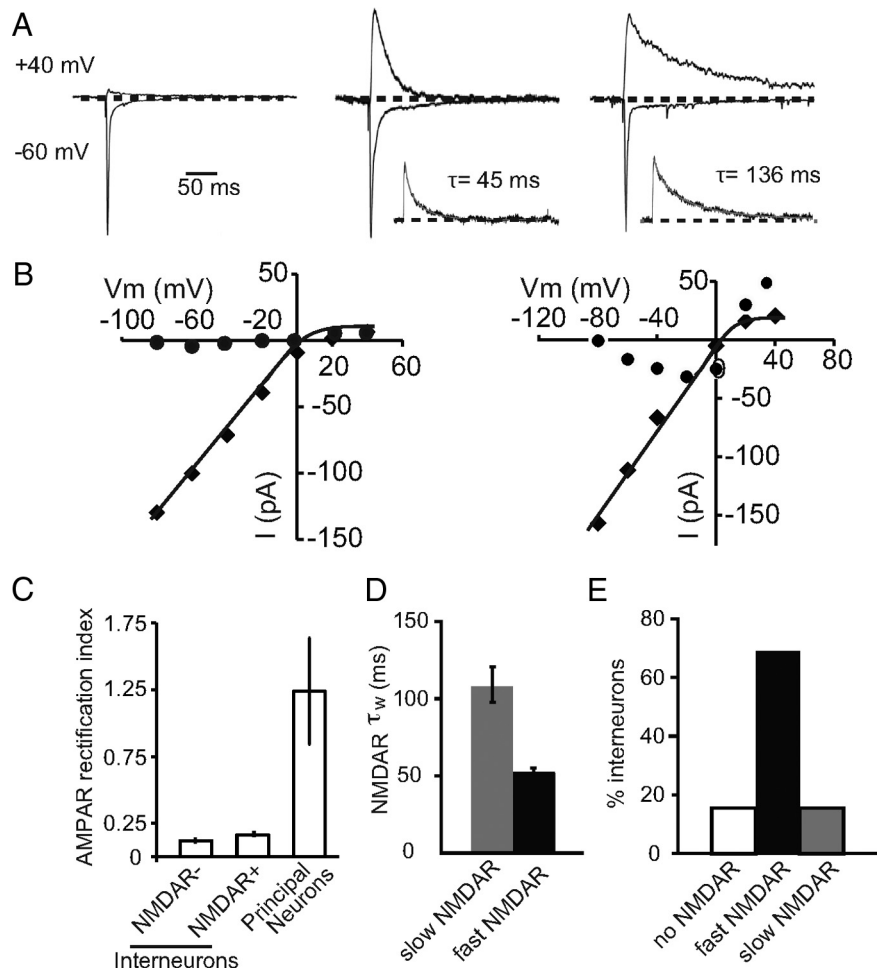 A
+40 mV
-60 mV
50 ms
τ= 45 ms
τ= 136 ms
B
Vm (mV)
50
-100 -60 -20
20 60
-50
-100
-150
I (pA)
Vm (mV)
50
-120 -80 -40
0 40 80
-50
-100
-150
I (pA)
C
AMPAR rectification index
1.75
1.25
0.75
0.25
0
NMDAR-
NMDAR+
Principal
Neurons
Interneurons
D
NMDAR τw (ms)
150
100
50
0
slow NMDAR
fast NMDAR
E
% interneurons
80
60
40
20
0
no NMDAR
fast NMDAR
slow NMDAR